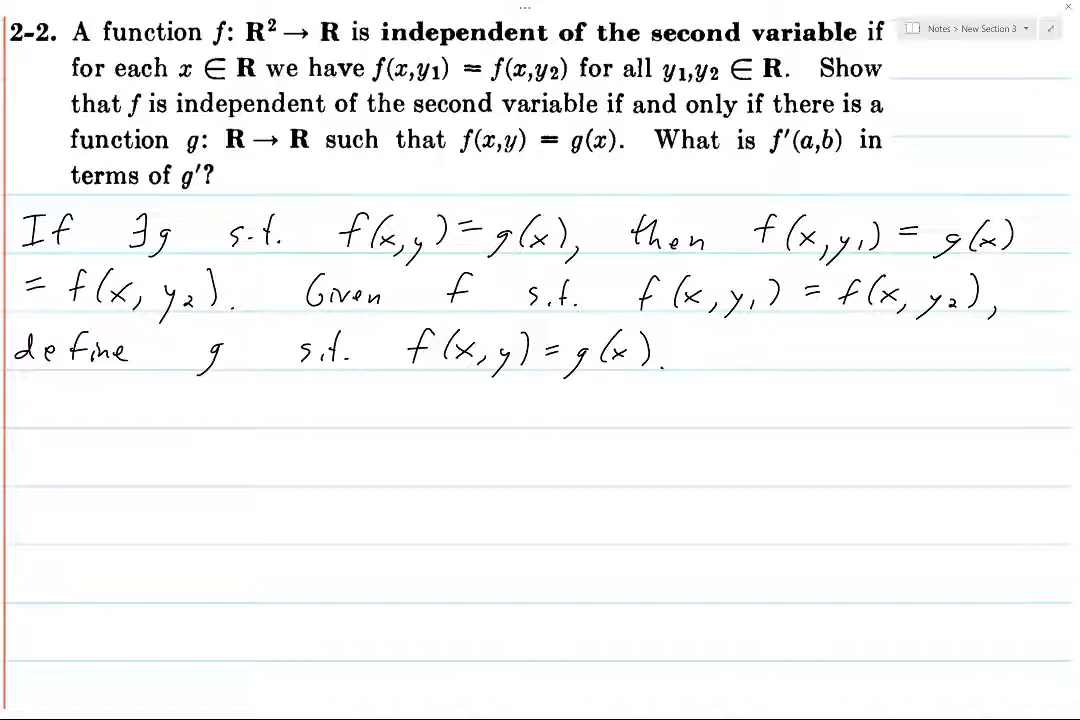 2-2. A function f: R² → R is independent of the second variable if
Notes > New Section 3
for each x ∈ R we have f(x,y₁) = f(x,y₂) for all y₁,y₂ ∈ R. Show
that f is independent of the second variable if and only if there is a
function g: R → R such that f(x,y) = g(x). What is f′(a,b) in
terms of g′?
If ∃g s.t. f(x,y)=g(x), then f(x,y₁) = g(x)
= f(x, y₂). Given f s.t. f(x,y₁) = f(x, y₂),
define g s.t. f(x,y)=g(x).